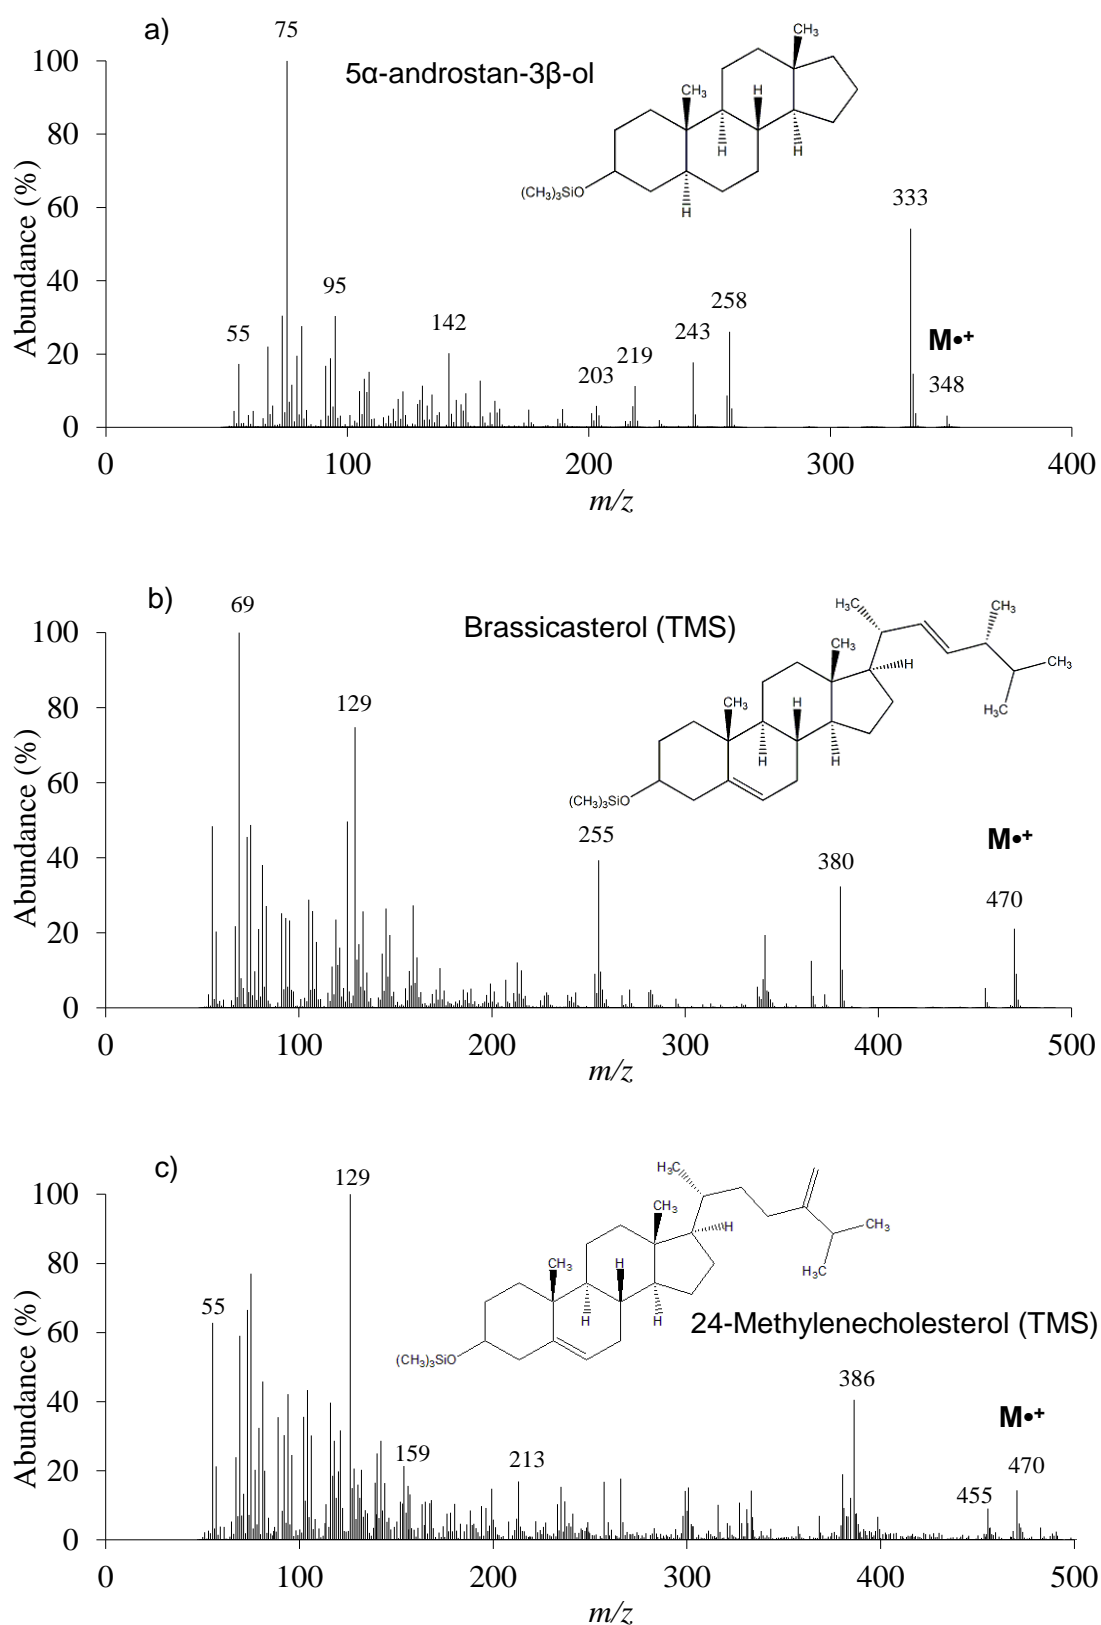 a)
75
5α-androstan-3β-ol
CH₃
CH₃
H
H
H
H
(CH₃)₃SiO
100
80
60
40
20
0
Abundance (%)
55
95
142
203
219
243
258
333
M•⁺
348
0 100 200 300 400
m/z
b)
69
Brassicasterol (TMS)
H₃C
CH₃
CH₃
CH₃
H₃C
CH₃
H
H
H
H
(CH₃)₃SiO
100
80
60
40
20
0
Abundance (%)
129
255
380
M•⁺
470
0 100 200 300 400 500
m/z
c)
129
24-Methylenecholesterol (TMS)
H₃C
CH₃
CH₃
H₃C
CH₃
H
H
H
H
(CH₃)₃SiO
100
80
60
40
20
0
Abundance (%)
55
159
213
386
M•⁺
455
470
0 100 200 300 400 500
m/z